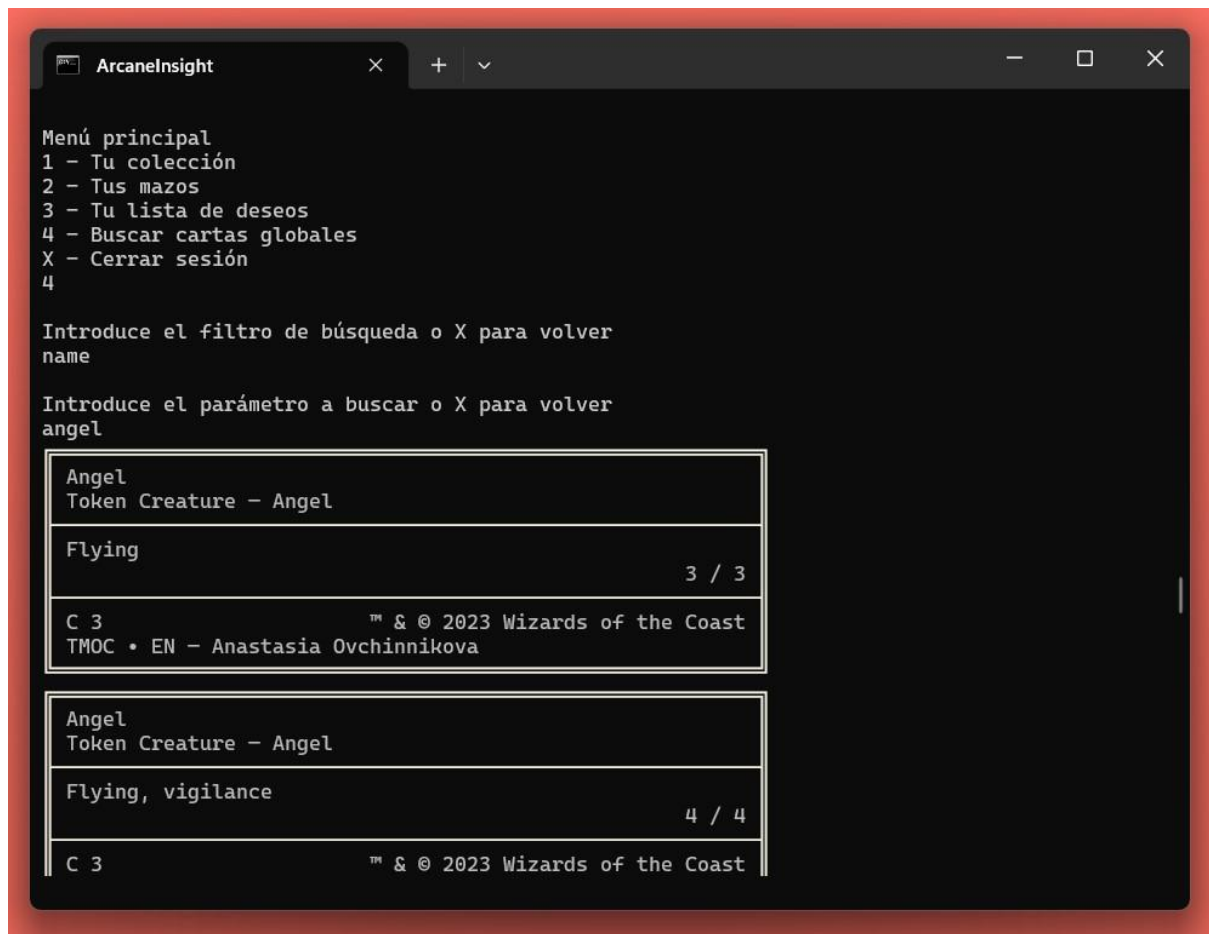 ArcaneInsight
Menú principal
1 – Tu colección
2 – Tus mazos
3 – Tu lista de deseos
4 – Buscar cartas globales
X – Cerrar sesión
4
Introduce el filtro de búsqueda o X para volver
name
Introduce el parámetro a buscar o X para volver
angel
Angel
Token Creature – Angel
Flying
3 / 3
C 3 ™ & © 2023 Wizards of the Coast
TMOC • EN – Anastasia Ovchinnikova
Angel
Token Creature – Angel
Flying, vigilance
4 / 4
C 3 ™ & © 2023 Wizards of the Coast